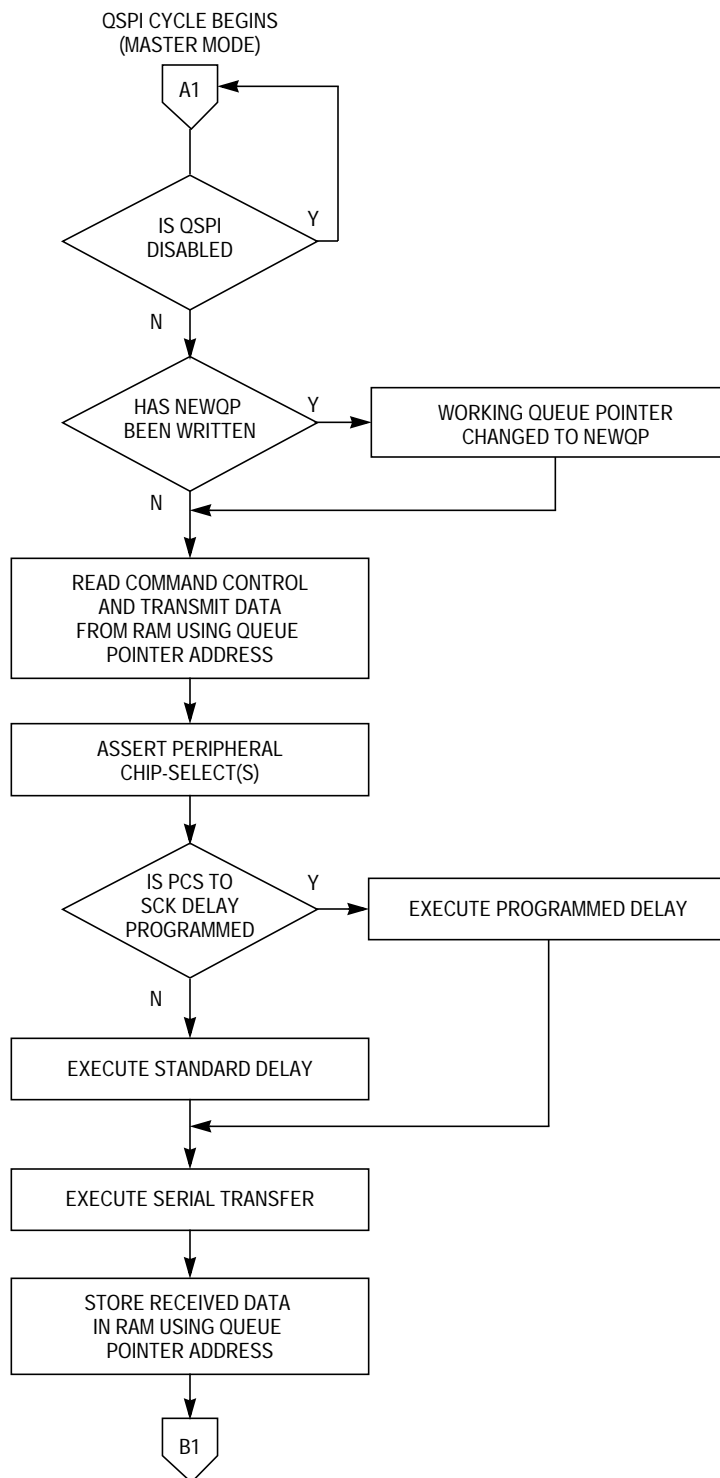 QSPI CYCLE BEGINS
(MASTER MODE)
A1
IS QSPI
DISABLED
Y
N
HAS NEWQP
BEEN WRITTEN
Y
WORKING QUEUE POINTER
CHANGED TO NEWQP
N
READ COMMAND CONTROL
AND TRANSMIT DATA
FROM RAM USING QUEUE
POINTER ADDRESS
ASSERT PERIPHERAL
CHIP-SELECT(S)
IS PCS TO
SCK DELAY
PROGRAMMED
Y
EXECUTE PROGRAMMED DELAY
N
EXECUTE STANDARD DELAY
EXECUTE SERIAL TRANSFER
STORE RECEIVED DATA
IN RAM USING QUEUE
POINTER ADDRESS
B1